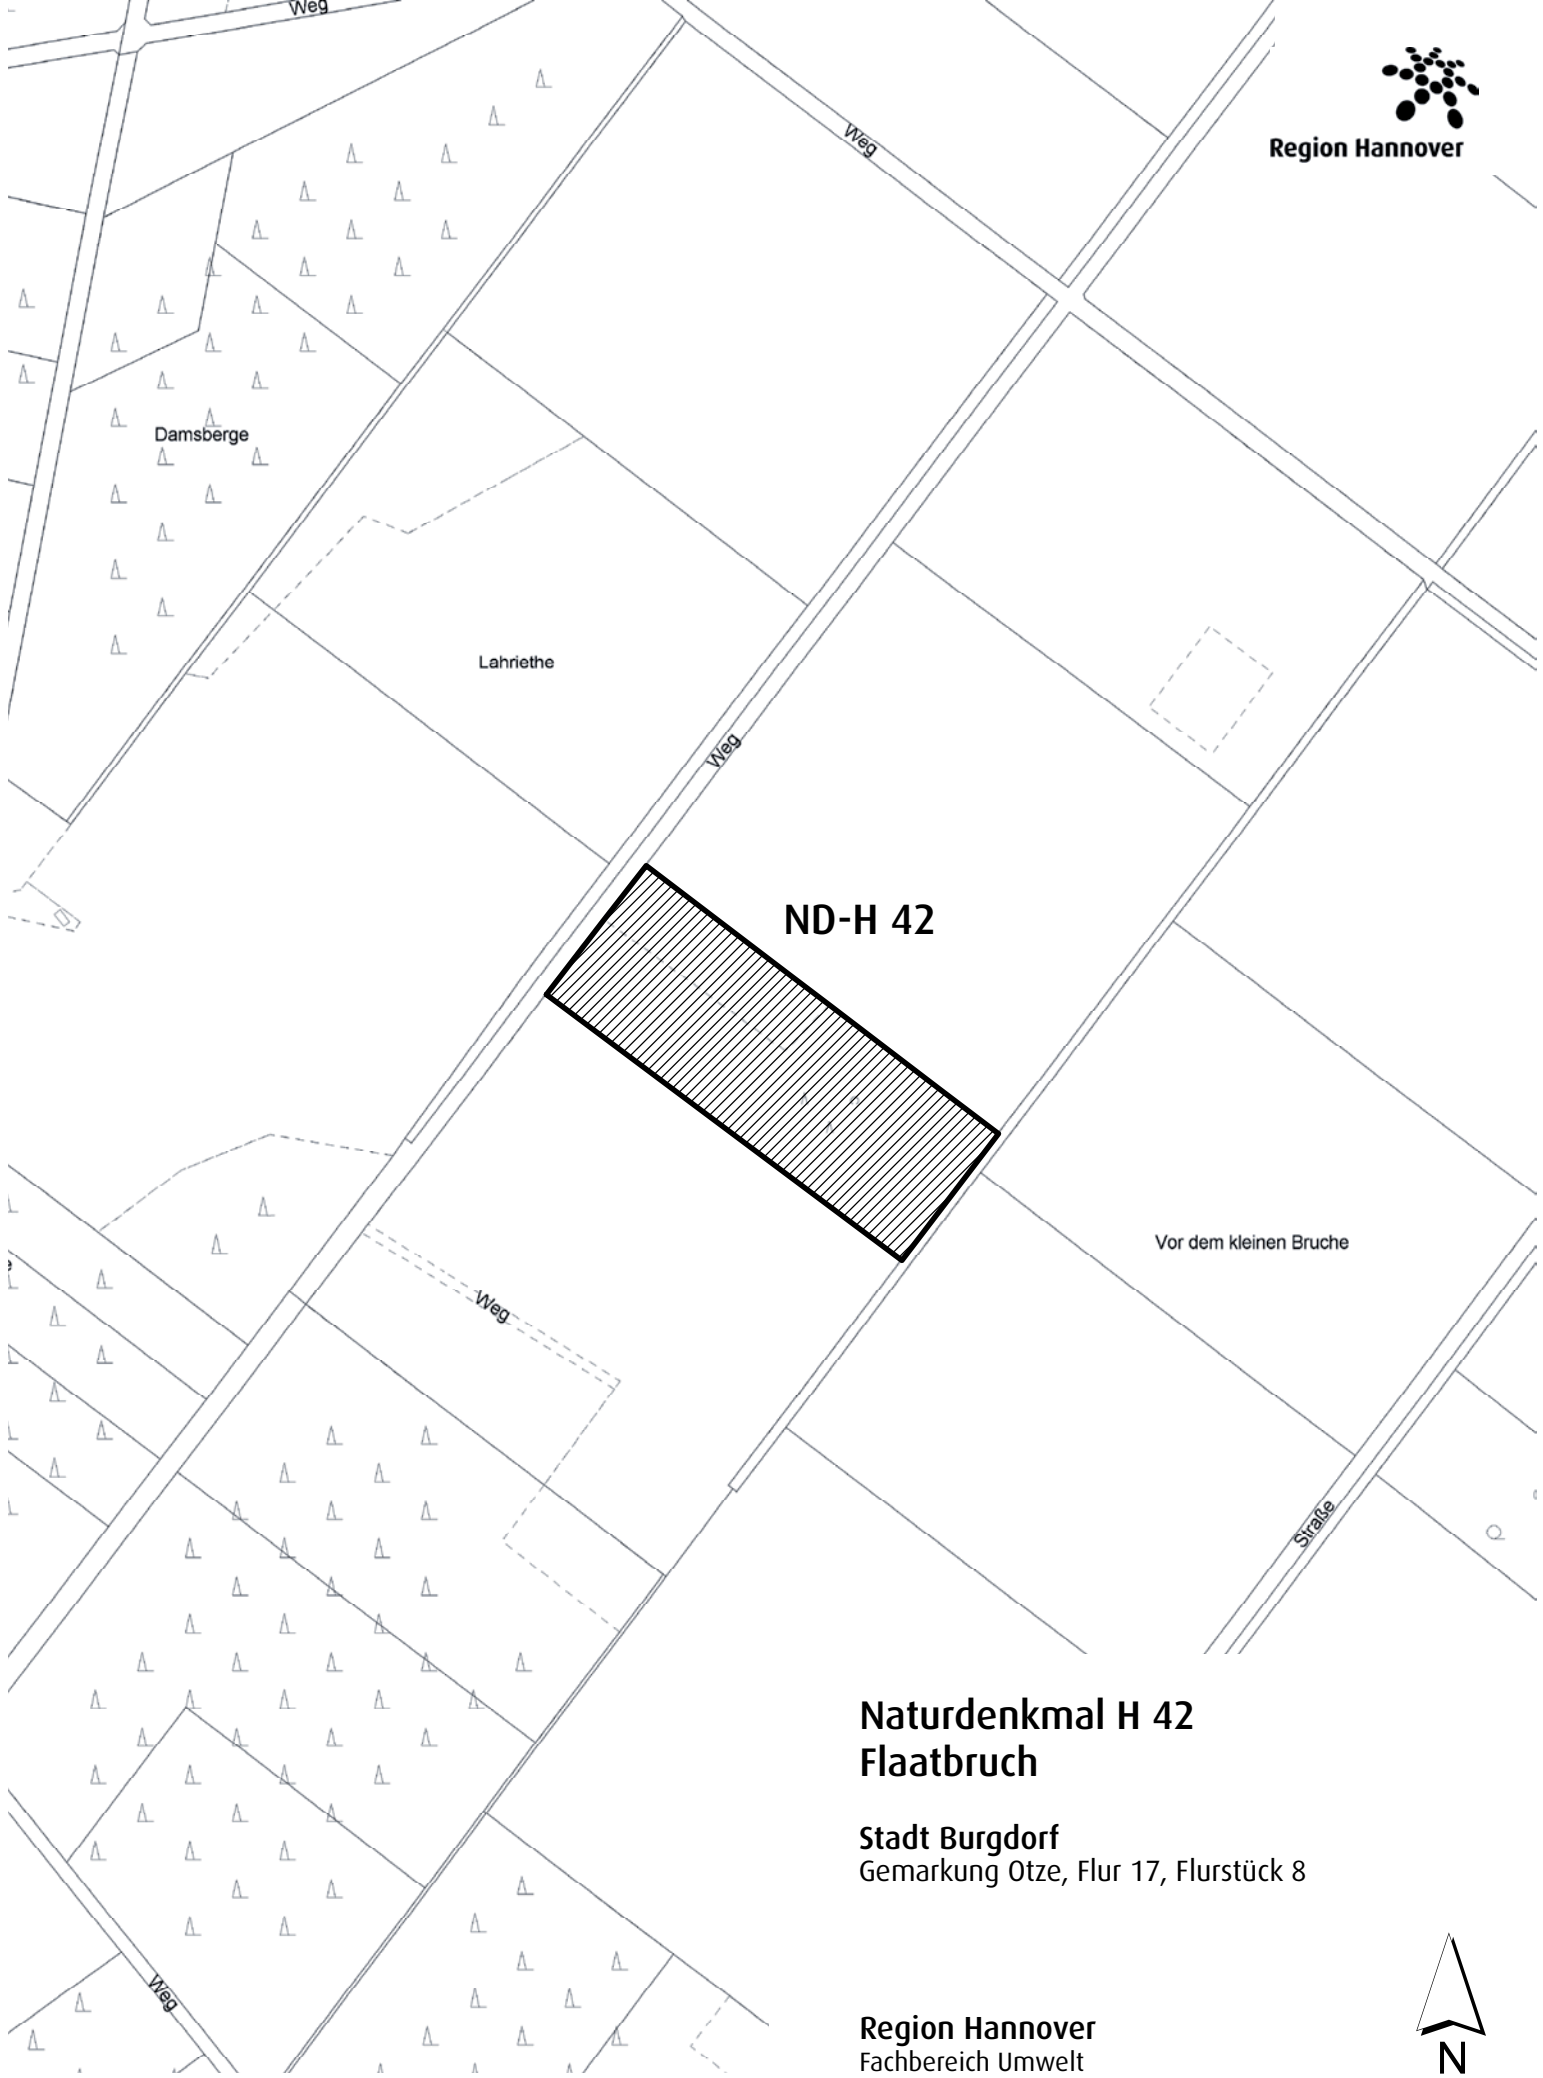 Weg
Weg
Region Hannover
Damsberge
Lahriethe
Weg
ND-H 42
Vor dem kleinen Bruche
Weg
Straße
Naturdenkmal H 42
Flaatbruch
Stadt Burgdorf
Gemarkung Otze, Flur 17, Flurstück 8
Weg
Region Hannover
Fachbereich Umwelt
N